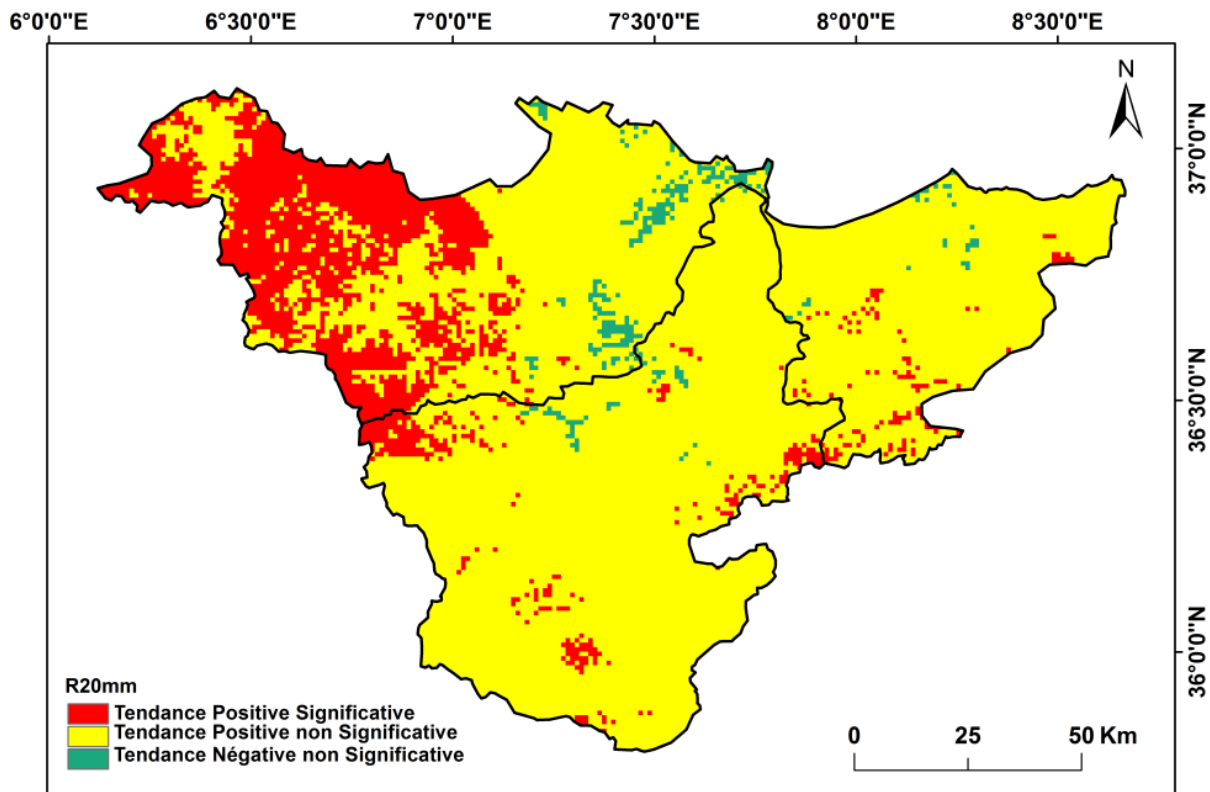 6°0'0"E 6°30'0"E 7°0'0"E 7°30'0"E 8°0'0"E 8°30'0"E
N
37°0'0"N
36°30'0"N
36°0'0"N
R20mm
Tendance Positive Significative
Tendance Positive non Significative
Tendance Négative non Significative
0 25 50 Km